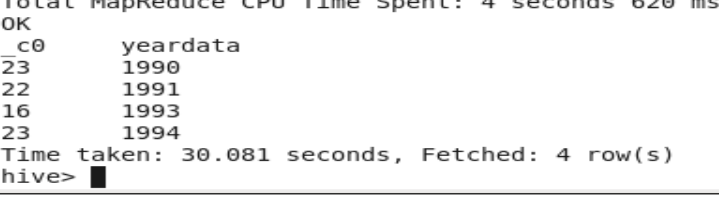 Total MapReduce CPU Time Spent: 4 seconds 620 ms
OK
_c0 yeardata
23 1990
22 1991
16 1993
23 1994
Time taken: 30.081 seconds, Fetched: 4 row(s)
hive>